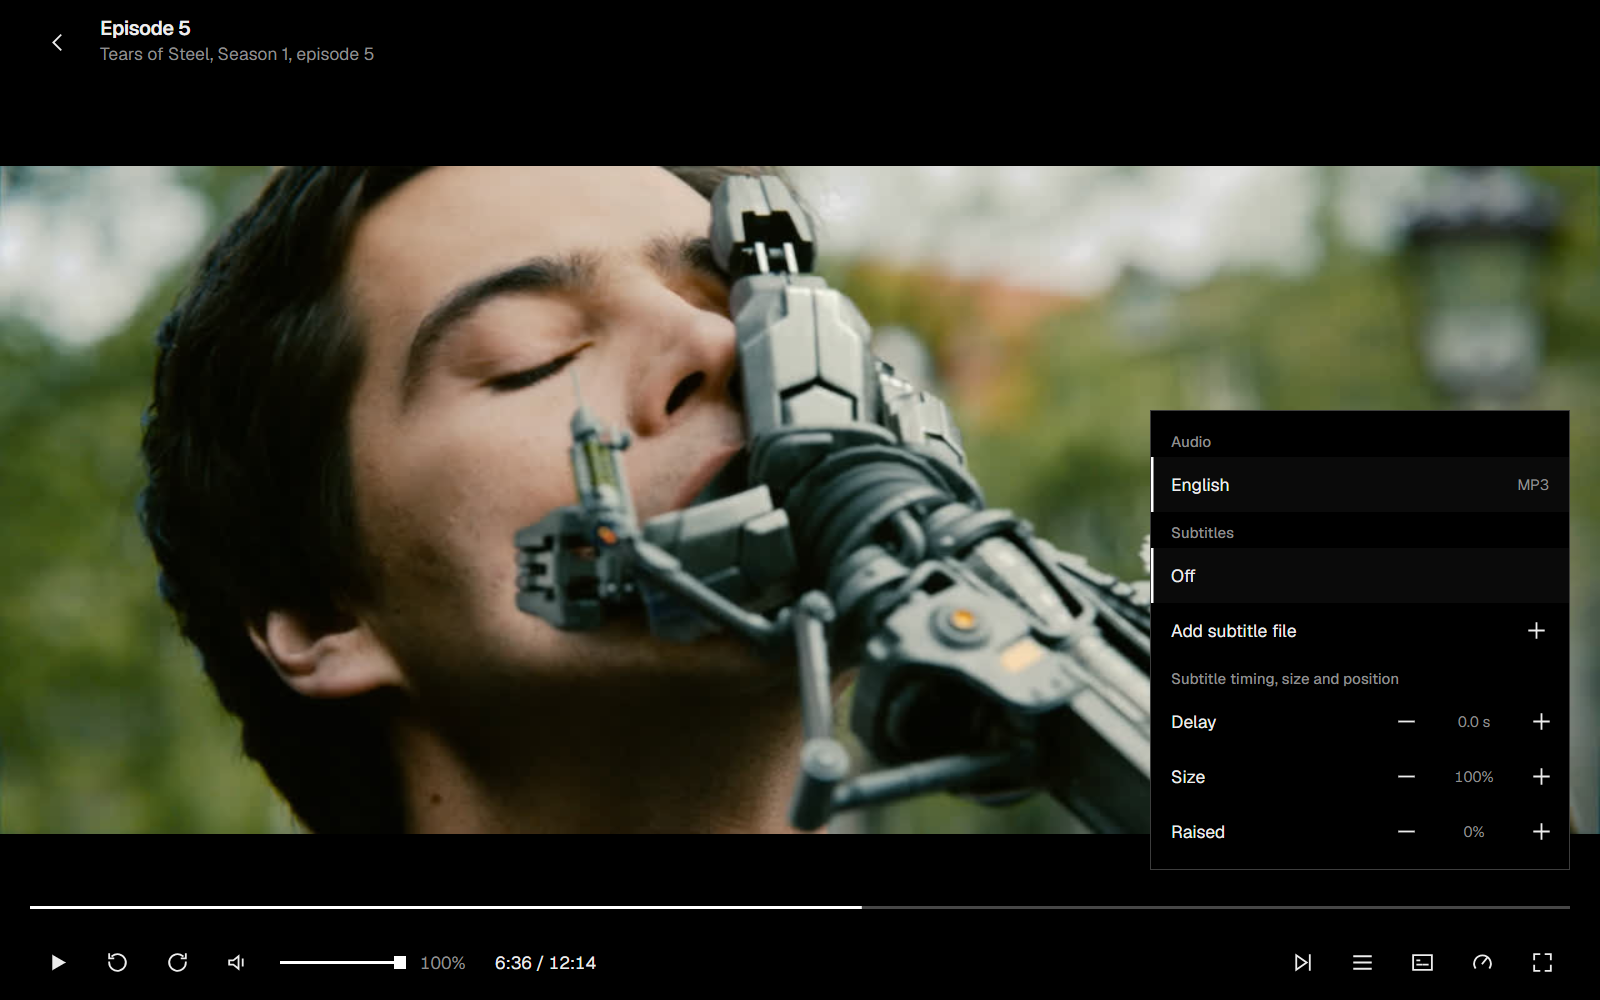 Episode 5
Tears of Steel, Season 1, episode 5
Audio
English MP3
Subtitles
Off
Add subtitle file
Subtitle timing, size and position
Delay 0.0 s
Size 100%
Raised 0%
100% 6:36 / 12:14